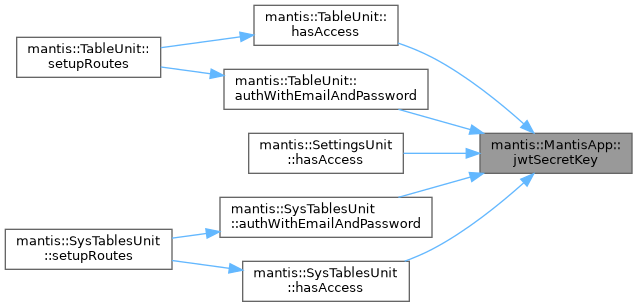 mantis::TableUnit::
hasAccess
mantis::TableUnit::
setupRoutes
mantis::TableUnit::
authWithEmailAndPassword
mantis::SettingsUnit
::hasAccess
mantis::MantisApp::
jwtSecretKey
mantis::SysTablesUnit
::authWithEmailAndPassword
mantis::SysTablesUnit
::setupRoutes
mantis::SysTablesUnit
::hasAccess